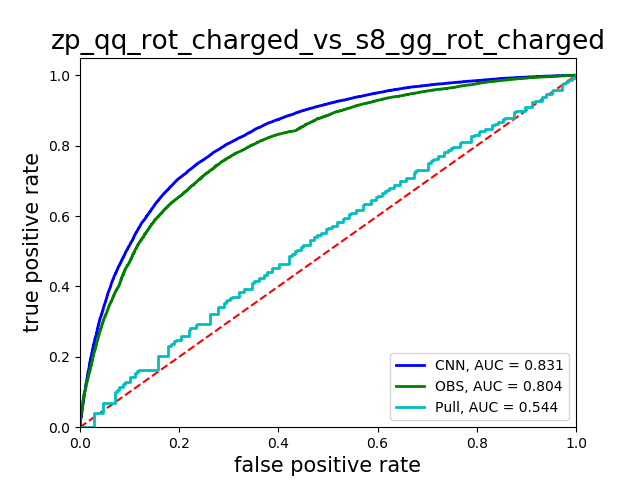 zp_qq_rot_charged_vs_s8_gg_rot_charged
true positive rate
1.0
0.8
0.6
0.4
0.2
0.0
0.0
0.2
0.4
0.6
0.8
1.0
false positive rate
CNN, AUC = 0.831
OBS, AUC = 0.804
Pull, AUC = 0.544